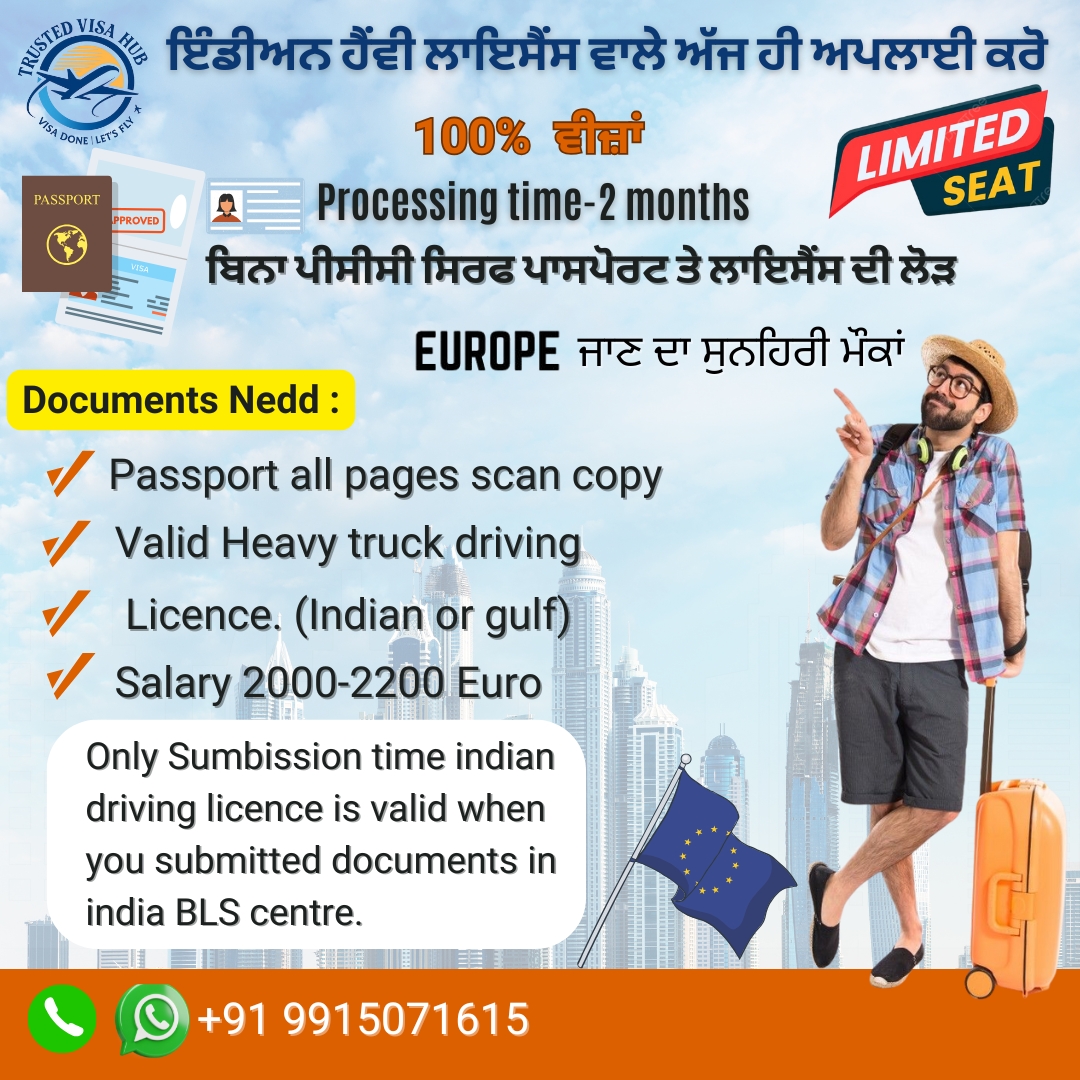 TRUSTED VISA HUB
VISA DONE | LET'S FLY
ਇੰਡੀਅਨ ਹੈਂਵੀ ਲਾਇਸੈਂਸ ਵਾਲੇ ਅੱਜ ਹੀ ਅਪਲਾਈ ਕਰੋ
100% ਵੀਜ਼ਾਂ
LIMITED
SEAT
PASSPORT
APPROVED
VISA
Processing time-2 months
ਬਿਨਾ ਪੀਸੀਸੀ ਸਿਰਫ ਪਾਸਪੋਰਟ ਤੇ ਲਾਇਸੈਂਸ ਦੀ ਲੋੜ
EUROPE ਜਾਣ ਦਾ ਸੁਨਹਿਰੀ ਮੌਕਾਂ
Documents Nedd :
Passport all pages scan copy
Valid Heavy truck driving
Licence. (Indian or gulf)
Salary 2000-2200 Euro
Only Sumbission time indian
driving licence is valid when
you submitted documents in
india BLS centre.
+91 9915071615